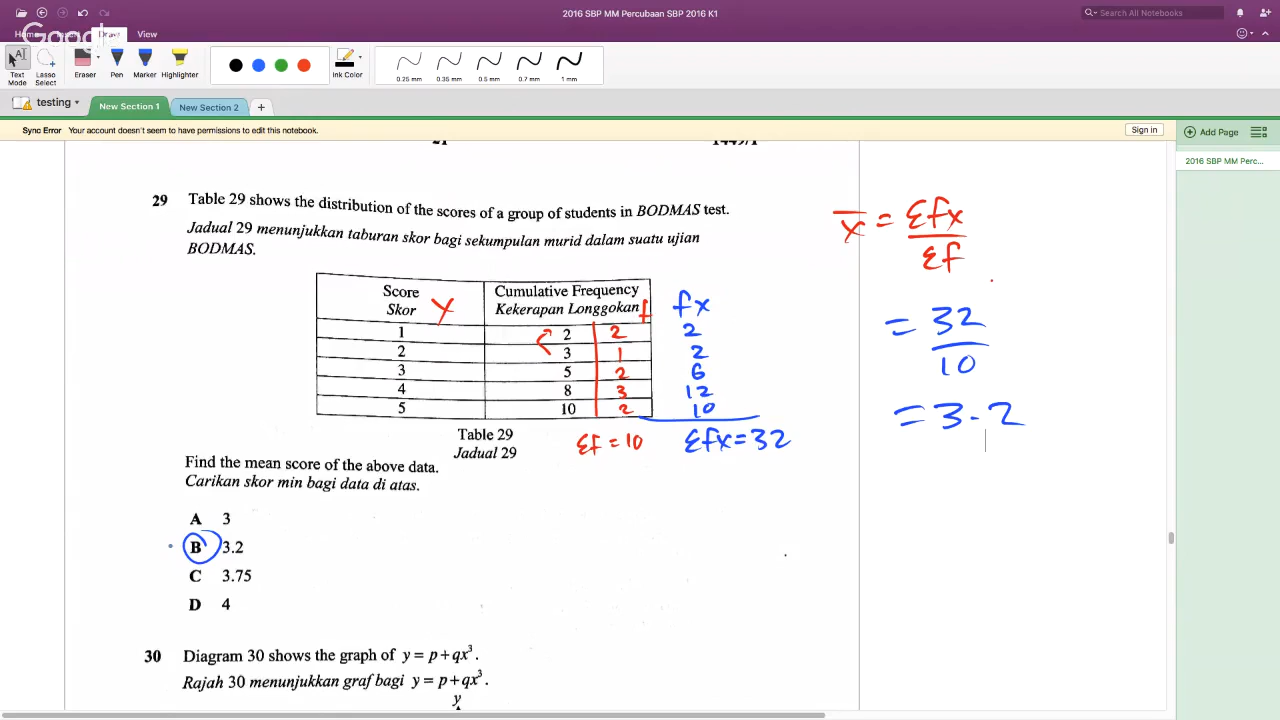 2016 SBP MM Percubaan SBP 2016 K1
Search All Notebooks
Google
Home Insert Draw View
Text Mode
Lasso Select
Eraser
Pen
Marker
Highlighter
Ink Color
0.25 mm
0.35 mm
0.5 mm
0.7 mm
1 mm
testing
New Section 1
New Section 2
+
Sync Error Your account doesn't seem to have permissions to edit this notebook.
Sign in
Add Page
2016 SBP MM Perc...
21 1449/1
29 Table 29 shows the distribution of the scores of a group of students in BODMAS test.
Jadual 29 menunjukkan taburan skor bagi sekumpulan murid dalam suatu ujian
BODMAS.
Score Cumulative Frequency
Skor x Kekerapan Longgokan f fx
1 2 2 2
2 3 1 2
3 5 2 6
4 8 3 12
5 10 2 10
Table 29
Jadual 29
Σf = 10 Σfx = 32
x̄ = Σfx / Σf
= 32 / 10
= 3.2
Find the mean score of the above data.
Carikan skor min bagi data di atas.
A 3
B 3.2
C 3.75
D 4
30 Diagram 30 shows the graph of y = p + qx³.
Rajah 30 menunjukkan graf bagi y = p + qx³.
y